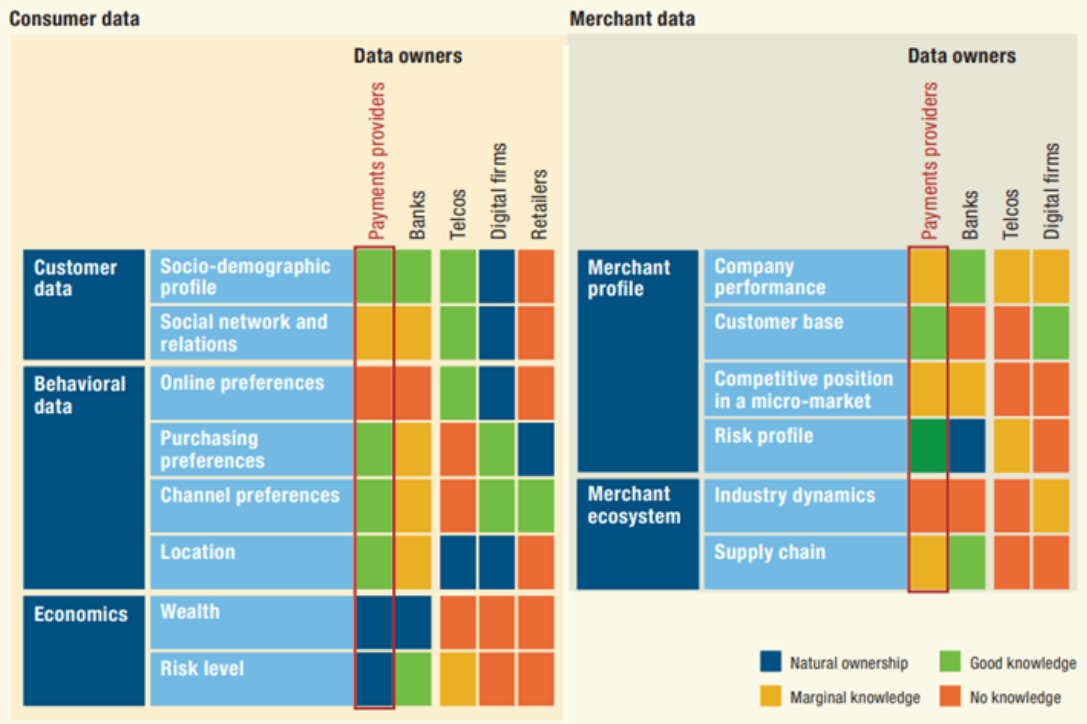 Consumer data
Data owners
Payments providers
Banks
Telcos
Digital firms
Retailers
Customer
data
Socio-demographic
profile
Social network and
relations
Behavioral
data
Online preferences
Purchasing
preferences
Channel preferences
Location
Economics
Wealth
Risk level
Merchant data
Data owners
Payments providers
Banks
Telcos
Digital firms
Merchant
profile
Company
performance
Customer base
Competitive position
in a micro-market
Risk profile
Merchant
ecosystem
Industry dynamics
Supply chain
Natural ownership
Good knowledge
Marginal knowledge
No knowledge